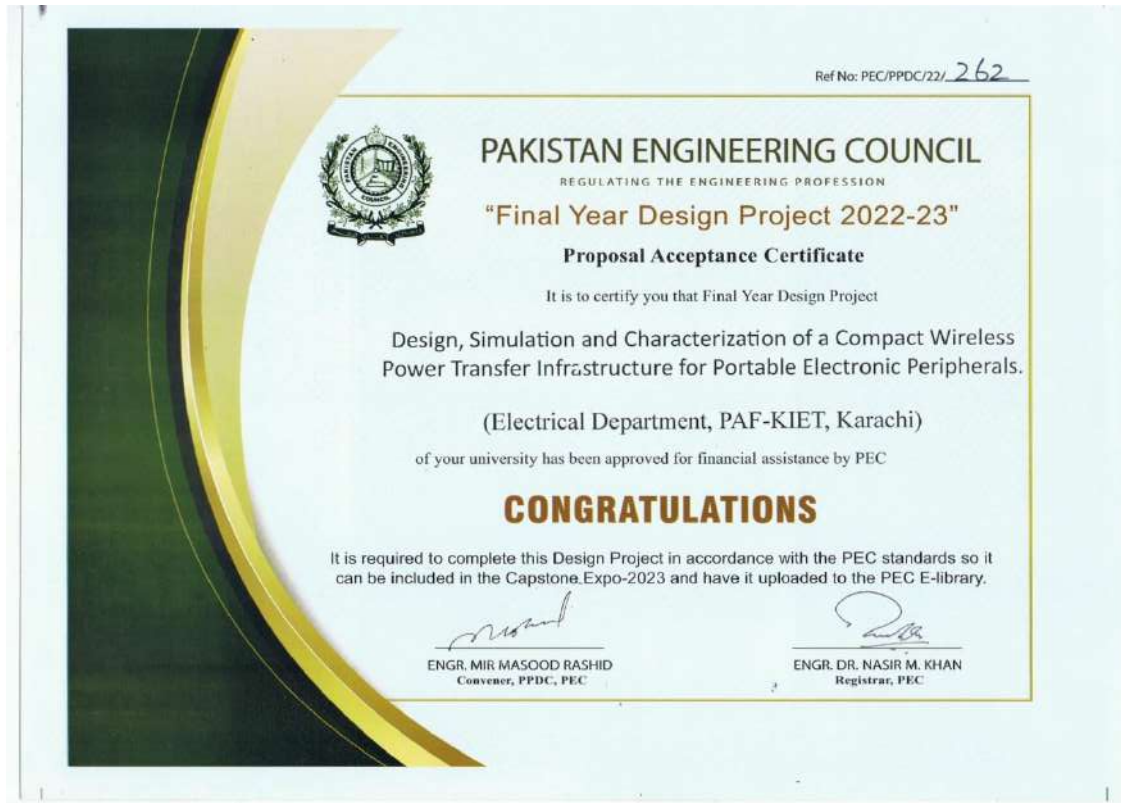 Ref No: PEC/PPDC/22/ 262
PAKISTAN ENGINEERING COUNCIL
REGULATING THE ENGINEERING PROFESSION
“Final Year Design Project 2022-23”
Proposal Acceptance Certificate
It is to certify you that Final Year Design Project
Design, Simulation and Characterization of a Compact Wireless
Power Transfer Infrastructure for Portable Electronic Peripherals.
(Electrical Department, PAF-KIET, Karachi)
of your university has been approved for financial assistance by PEC
CONGRATULATIONS
It is required to complete this Design Project in accordance with the PEC standards so it
can be included in the Capstone Expo-2023 and have it uploaded to the PEC E-library.
ENGR. MIR MASOOD RASHID
Convener, PPDC, PEC
ENGR. DR. NASIR M. KHAN
Registrar, PEC
PAKISTAN ENGINEERING
COUNCIL